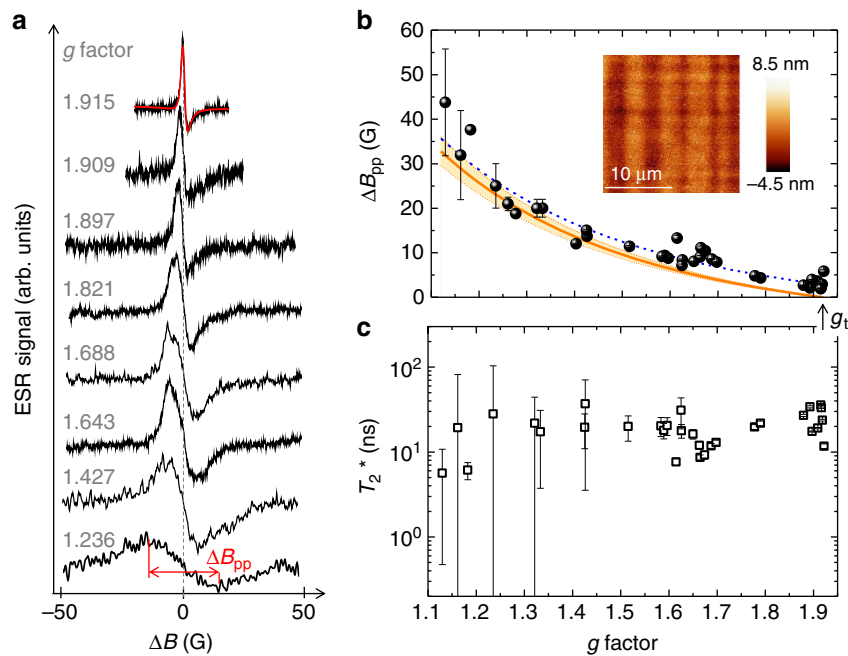 a
g factor
1.915
1.909
1.897
1.821
1.688
1.643
1.427
1.236
ΔBpp
ESR signal (arb. units)
−50 0 50
ΔB (G)
b
60
50
40
30
20
10
0
ΔBpp (G)
8.5 nm
−4.5 nm
10 μm
gt
c
10²
10¹
10⁰
T₂* (ns)
1.1 1.2 1.3 1.4 1.5 1.6 1.7 1.8 1.9
g factor